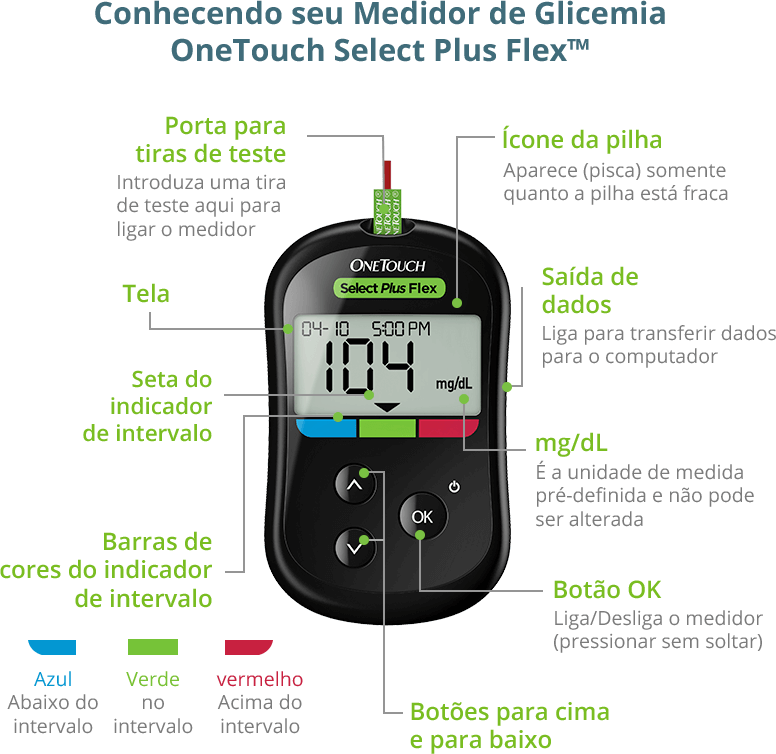 Conhecendo seu Medidor de Glicemia
OneTouch Select Plus Flex™
Porta para
tiras de teste
Introduza uma tira
de teste aqui para
ligar o medidor
Ícone da pilha
Aparece (pisca) somente
quanto a pilha está fraca
ONETOUCH
ONETOUCH
ONETOUCH
ONETOUCH
Select Plus Flex
Tela
04-10 5:00 PM
104
mg/dL
Saída de
dados
Liga para transferir dados
para o computador
Seta do
indicador
de intervalo
mg/dL
É a unidade de medida
pré-definida e não pode
ser alterada
OK
Barras de
cores do indicador
de intervalo
Botão OK
Liga/Desliga o medidor
(pressionar sem soltar)
Azul
Abaixo do
intervalo
Verde
no
intervalo
vermelho
Acima do
intervalo
Botões para cima
e para baixo